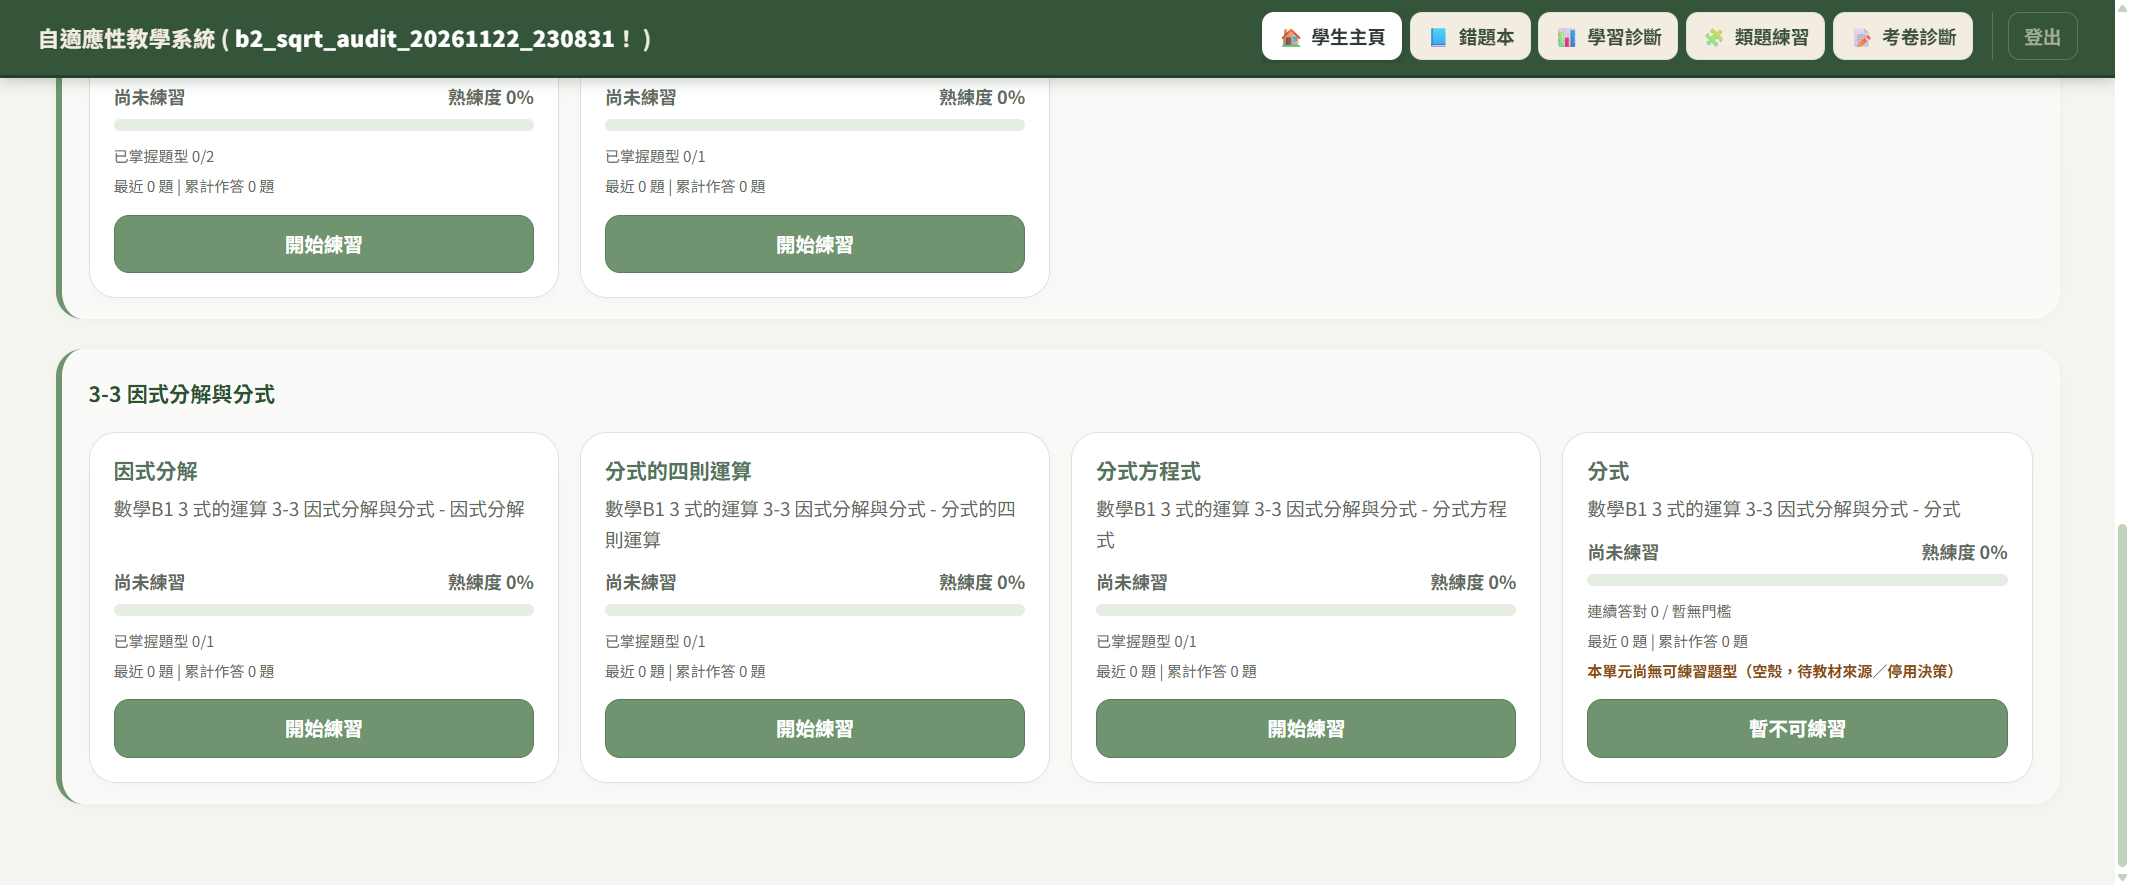 自適應性教學系統 ( b2_sqrt_audit_20261122_230831！ )
學生主頁
錯題本
學習診斷
類題練習
考卷診斷
登出
尚未練習 熟練度 0%
已掌握題型 0/2
最近 0 題 | 累計作答 0 題
開始練習
尚未練習 熟練度 0%
已掌握題型 0/1
最近 0 題 | 累計作答 0 題
開始練習
3-3 因式分解與分式
因式分解
數學B1 3 式的運算 3-3 因式分解與分式 - 因式分解
尚未練習 熟練度 0%
已掌握題型 0/1
最近 0 題 | 累計作答 0 題
開始練習
分式的四則運算
數學B1 3 式的運算 3-3 因式分解與分式 - 分式的四
則運算
尚未練習 熟練度 0%
已掌握題型 0/1
最近 0 題 | 累計作答 0 題
開始練習
分式方程式
數學B1 3 式的運算 3-3 因式分解與分式 - 分式方程
式
尚未練習 熟練度 0%
已掌握題型 0/1
最近 0 題 | 累計作答 0 題
開始練習
分式
數學B1 3 式的運算 3-3 因式分解與分式 - 分式
尚未練習 熟練度 0%
連續答對 0 / 暫無門檻
最近 0 題 | 累計作答 0 題
本單元尚無可練習題型（空殼，待教材來源／停用決策）
暫不可練習